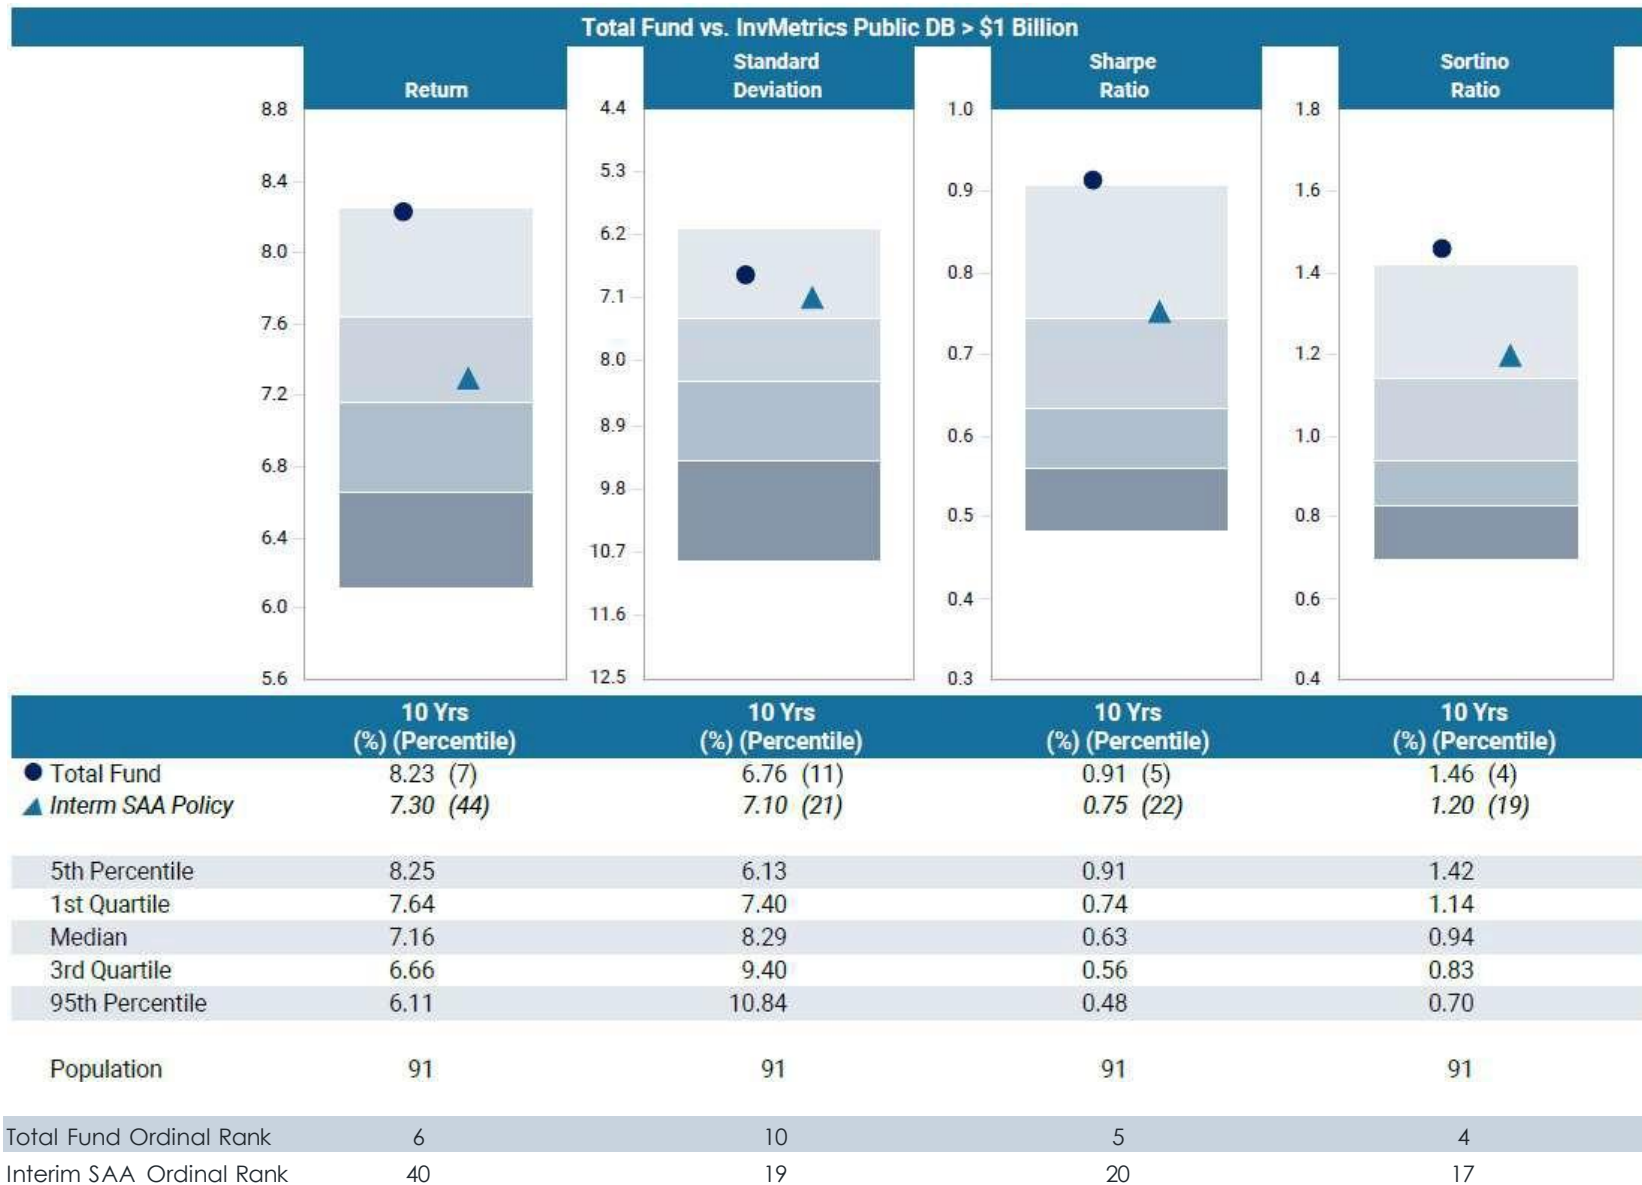 Total Fund vs. InvMetrics Public DB > $1 Billion
Return
Standard
Deviation
Sharpe
Ratio
Sortino
Ratio
8.8
8.4
8.0
7.6
7.2
6.8
6.4
6.0
5.6
4.4
5.3
6.2
7.1
8.0
8.9
9.8
10.7
11.6
12.5
1.0
0.9
0.8
0.7
0.6
0.5
0.4
0.3
1.8
1.6
1.4
1.2
1.0
0.8
0.6
0.4
10 Yrs 10 Yrs 10 Yrs 10 Yrs
(%) (Percentile) (%) (Percentile) (%) (Percentile) (%) (Percentile)
Total Fund 8.23 (7) 6.76 (11) 0.91 (5) 1.46 (4)
Interm SAA Policy 7.30 (44) 7.10 (21) 0.75 (22) 1.20 (19)
5th Percentile 8.25 6.13 0.91 1.42
1st Quartile 7.64 7.40 0.74 1.14
Median 7.16 8.29 0.63 0.94
3rd Quartile 6.66 9.40 0.56 0.83
95th Percentile 6.11 10.84 0.48 0.70
Population 91 91 91 91
Total Fund Ordinal Rank 6 10 5 4
Interim SAA Ordinal Rank 40 19 20 17